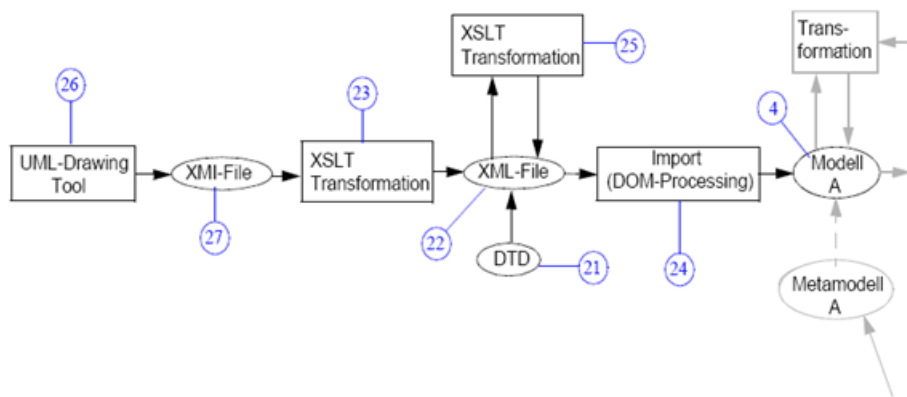 XSLT
Transformation
25
Trans-
formation
26
23
4
UML-Drawing
Tool
XMI-File
XSLT
Transformation
XML-File
Import
(DOM-Processing)
Modell
A
27
22
DTD
21
24
Metamodell
A